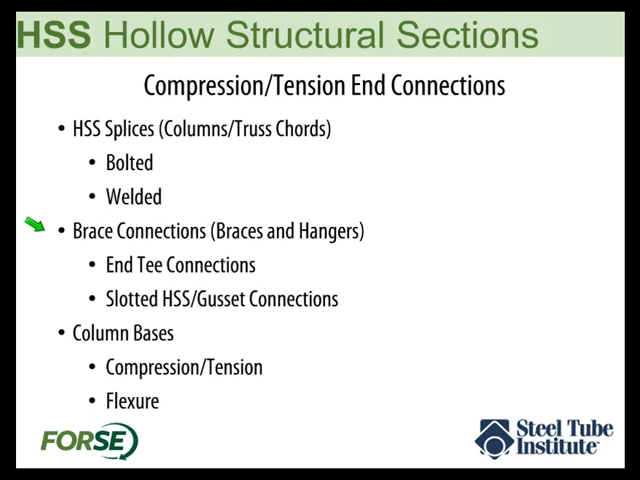 HSS Hollow Structural Sections
Compression/Tension End Connections
• HSS Splices (Columns/Truss Chords)
• Bolted
• Welded
• Brace Connections (Braces and Hangers)
• End Tee Connections
• Slotted HSS/Gusset Connections
• Column Bases
• Compression/Tension
• Flexure
FORSE
Steel Tube
Institute